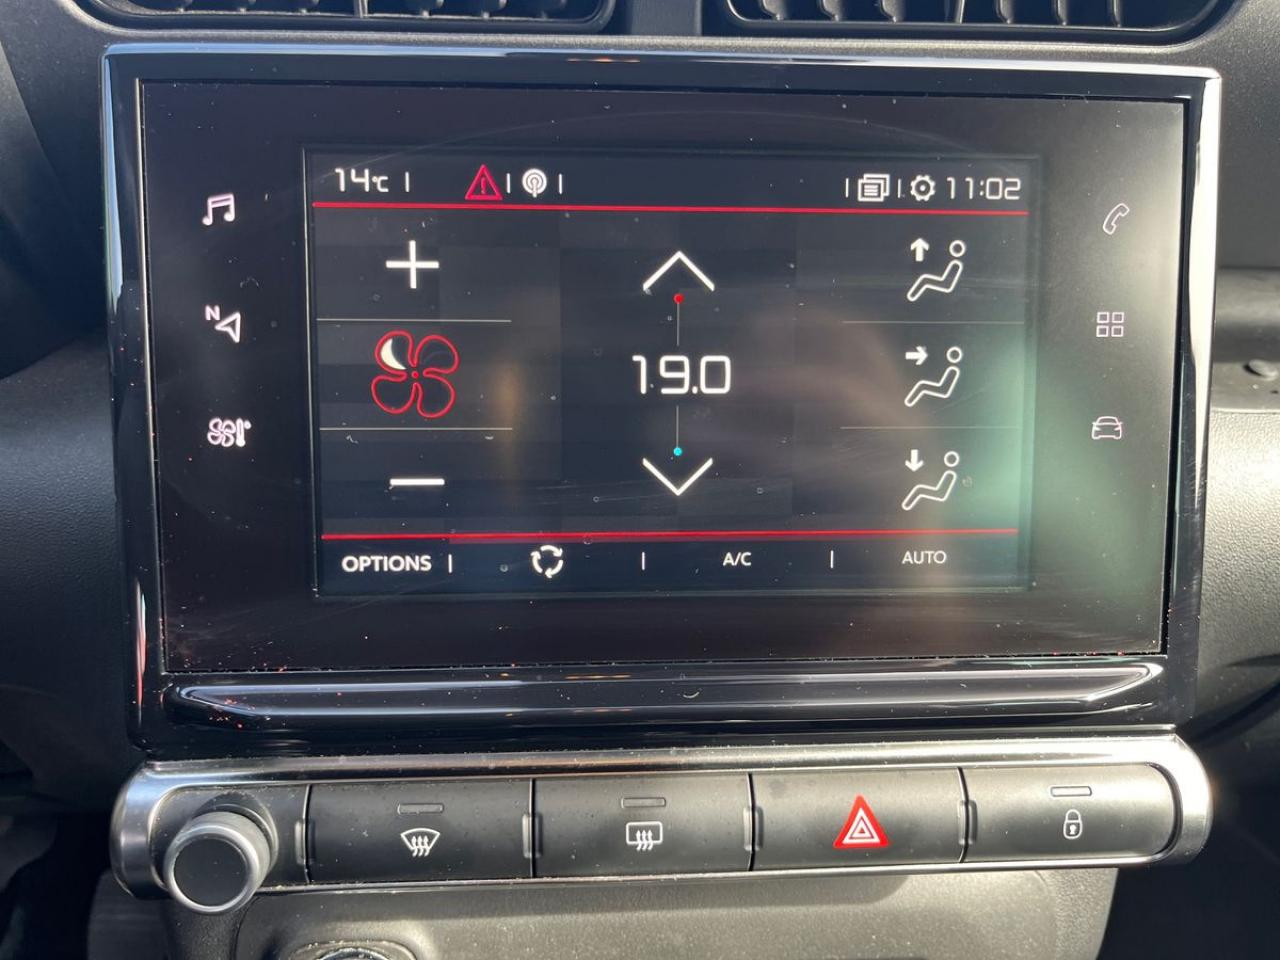 14°C 11:02
N
19.0
OPTIONS A/C AUTO